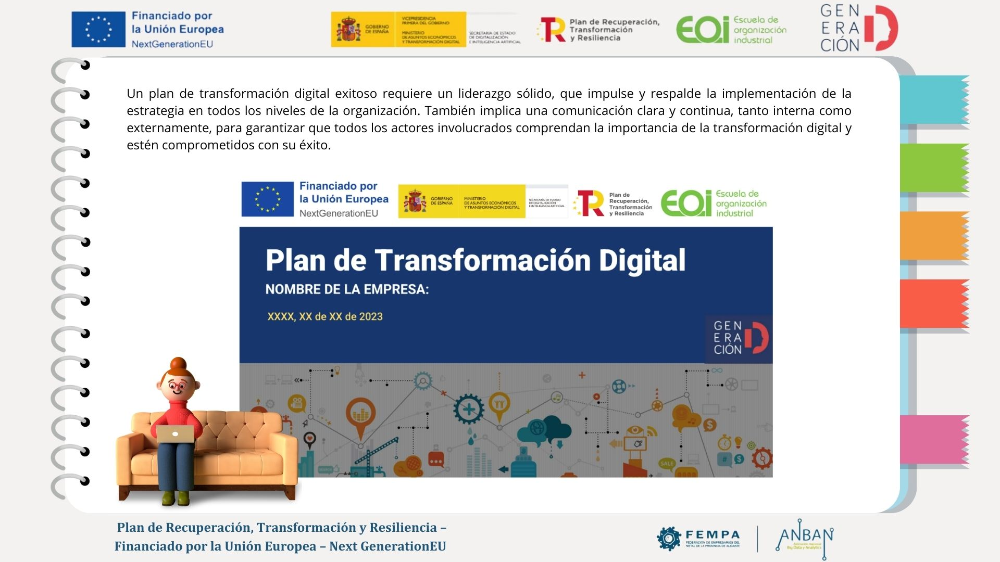 Financiado por
la Unión Europea
NextGenerationEU
GOBIERNO
DE ESPAÑA
VICEPRESIDENCIA
PRIMERA DEL GOBIERNO
MINISTERIO
DE ASUNTOS ECONÓMICOS
Y TRANSFORMACIÓN DIGITAL
SECRETARÍA DE ESTADO
DE DIGITALIZACIÓN
E INTELIGENCIA ARTIFICIAL
Plan de Recuperación,
Transformación
y Resiliencia
EOI
Escuela de
organización
industrial
GEN
ERA
CIÓN
D
Un plan de transformación digital exitoso requiere un liderazgo sólido, que impulse y respalde la implementación de la
estrategia en todos los niveles de la organización. También implica una comunicación clara y continua, tanto interna como
externamente, para garantizar que todos los actores involucrados comprendan la importancia de la transformación digital y
estén comprometidos con su éxito.
Financiado por
la Unión Europea
NextGenerationEU
GOBIERNO
DE ESPAÑA
MINISTERIO
DE ASUNTOS ECONÓMICOS
Y TRANSFORMACIÓN DIGITAL
SECRETARÍA DE ESTADO
DE DIGITALIZACIÓN
E INTELIGENCIA ARTIFICIAL
Plan de
Recuperación,
Transformación
y Resiliencia
EOI
Escuela de
organización
industrial
Plan de Transformación Digital
NOMBRE DE LA EMPRESA:
XXXX, XX de XX de 2023
GEN
ERA
CIÓN
D
SALE
SEARCH
Plan de Recuperación, Transformación y Resiliencia –
Financiado por la Unión Europea – Next GenerationEU
FEMPA
FEDERACIÓN DE EMPRESARIOS DEL
METAL DE LA PROVINCIA DE ALICANTE
ANBAN
Asociación Nacional
Big Data y Analytics